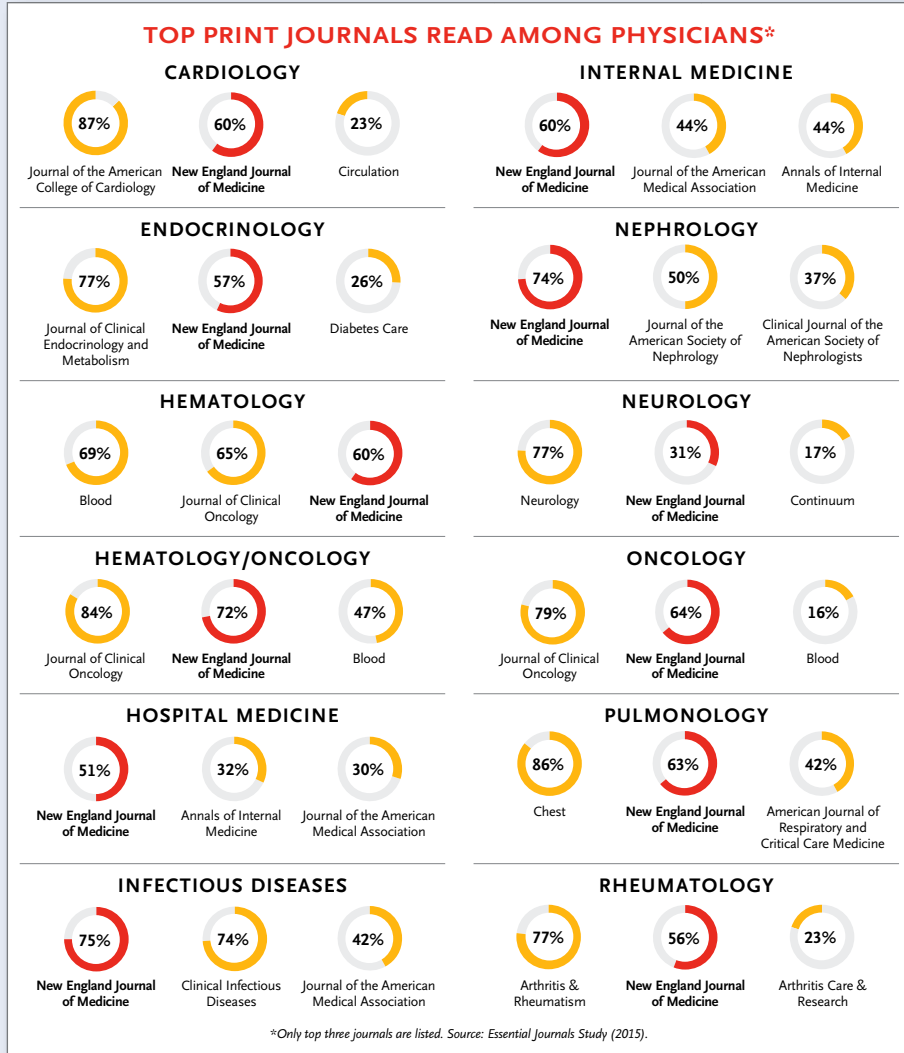 TOP PRINT JOURNALS READ AMONG PHYSICIANS*
CARDIOLOGY
87%
60%
23%
Journal of the American
College of Cardiology
New England Journal
of Medicine
Circulation
INTERNAL MEDICINE
60%
44%
44%
New England Journal
of Medicine
Journal of the American
Medical Association
Annals of Internal
Medicine
ENDOCRINOLOGY
77%
57%
26%
Journal of Clinical
Endocrinology and
Metabolism
New England Journal
of Medicine
Diabetes Care
NEPHROLOGY
74%
50%
37%
New England Journal
of Medicine
Journal of the
American Society of
Nephrology
Clinical Journal of the
American Society of
Nephrologists
HEMATOLOGY
69%
65%
60%
Blood
Journal of Clinical
Oncology
New England Journal
of Medicine
NEUROLOGY
77%
31%
17%
Neurology
New England Journal
of Medicine
Continuum
HEMATOLOGY/ONCOLOGY
84%
72%
47%
Journal of Clinical
Oncology
New England Journal
of Medicine
Blood
ONCOLOGY
79%
64%
16%
Journal of Clinical
Oncology
New England Journal
of Medicine
Blood
HOSPITAL MEDICINE
51%
32%
30%
New England Journal
of Medicine
Annals of Internal
Medicine
Journal of the American
Medical Association
PULMONOLOGY
86%
63%
42%
Chest
New England Journal
of Medicine
American Journal of
Respiratory and
Critical Care Medicine
INFECTIOUS DISEASES
75%
74%
42%
New England Journal
of Medicine
Clinical Infectious
Diseases
Journal of the American
Medical Association
RHEUMATOLOGY
77%
56%
23%
Arthritis &
Rheumatism
New England Journal
of Medicine
Arthritis Care &
Research
*Only top three journals are listed. Source: Essential Journals Study (2015).